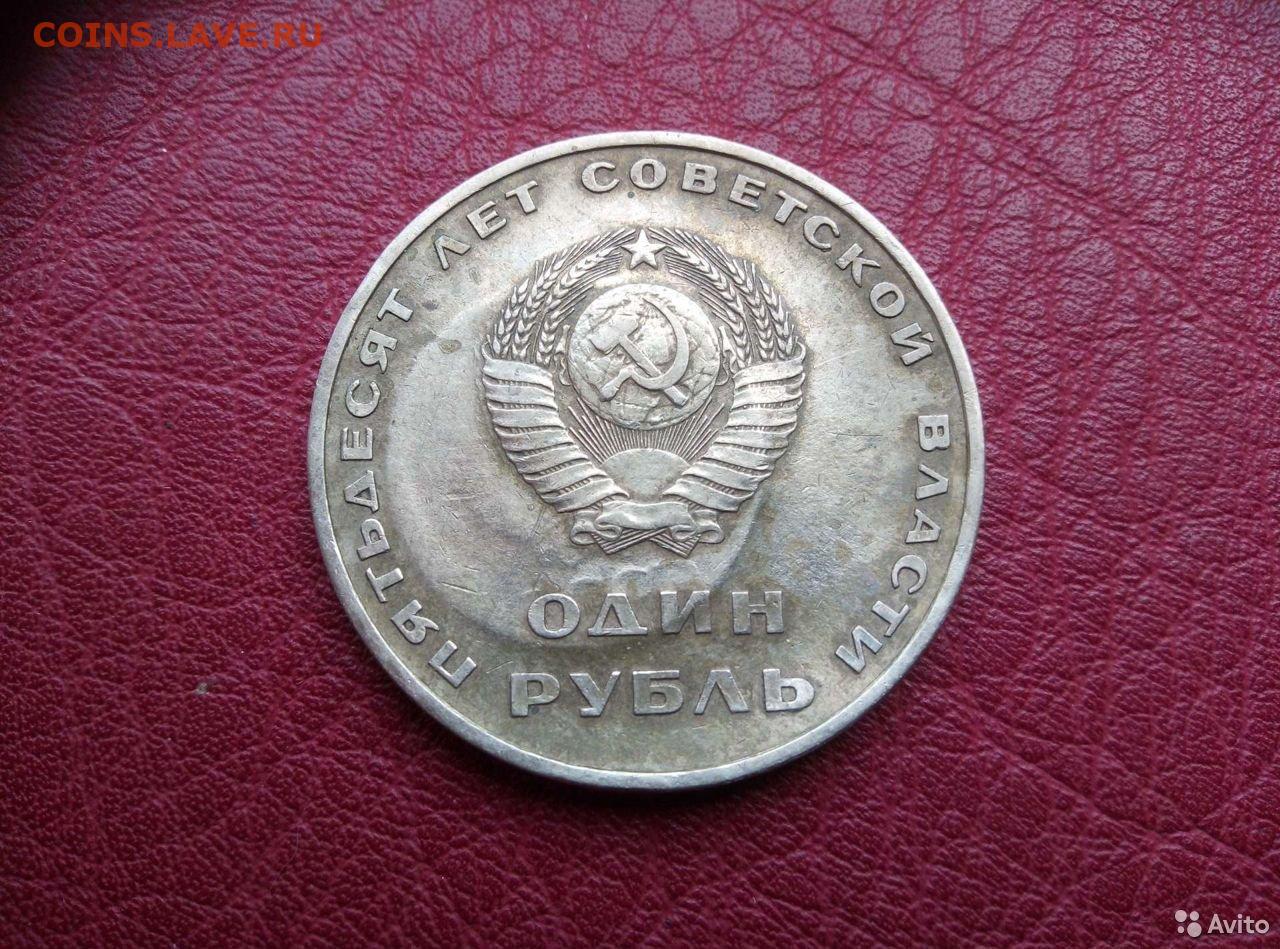 COINS.LAVE.RU
ПЯТЬДЕСЯТ ЛЕТ СОВЕТСКОЙ ВЛАСТИ
ОДИН
РУБЛЬ
Avito